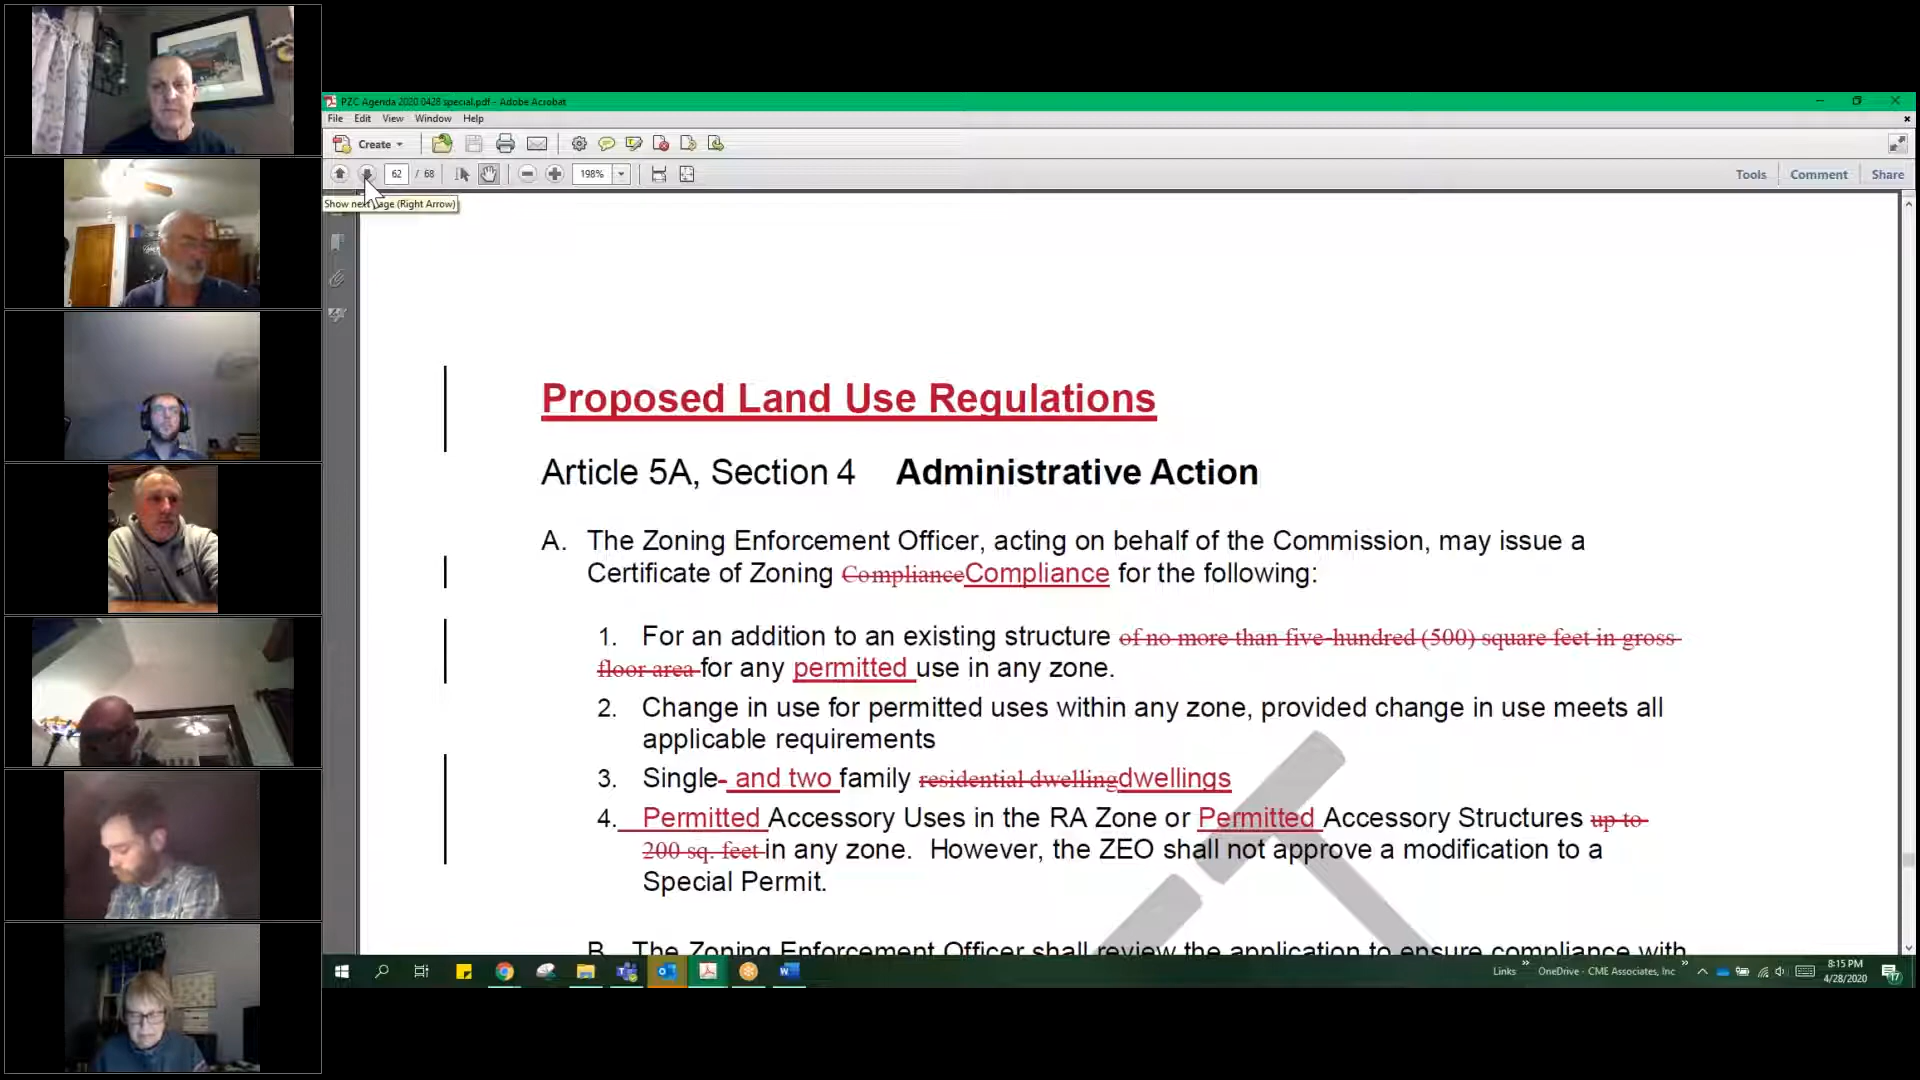 PZC Agenda 2020 0428 special.pdf - Adobe Acrobat
File Edit View Window Help
Create
62 / 68 198% Tools Comment Share
Show next page (Right Arrow)
Proposed Land Use Regulations
Article 5A, Section 4 Administrative Action
A. The Zoning Enforcement Officer, acting on behalf of the Commission, may issue a
Certificate of Zoning ComplianceCompliance for the following:
1. For an addition to an existing structure of no more than five-hundred (500) square feet in gross
floor area for any permitted use in any zone.
2. Change in use for permitted uses within any zone, provided change in use meets all
applicable requirements
3. Single- and two family residential dwellingdwellings
4. Permitted Accessory Uses in the RA Zone or Permitted Accessory Structures up to
200 sq. feet in any zone. However, the ZEO shall not approve a modification to a
Special Permit.
B. The Zoning Enforcement Officer shall review the application to ensure compliance with
Links OneDrive - CME Associates, Inc 8:15 PM
4/28/2020
17